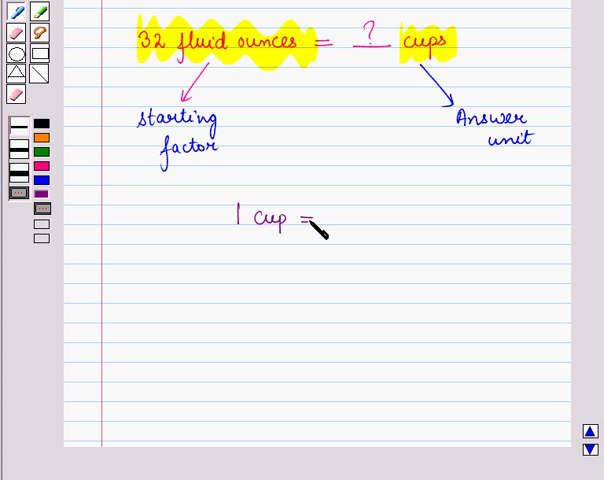 32 fluid ounces = ? cups
Starting factor
Answer unit
1 cup =